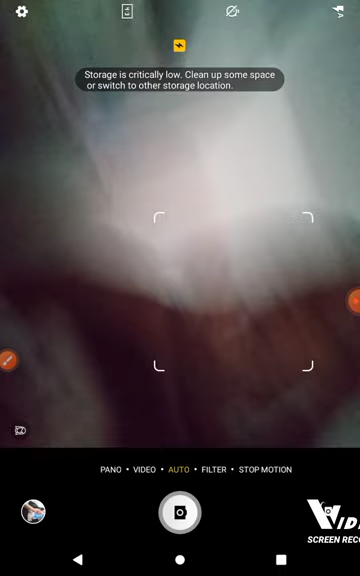 Storage is critically low. Clean up some space
or switch to other storage location.
PANO • VIDEO • AUTO • FILTER • STOP MOTION
SCREEN